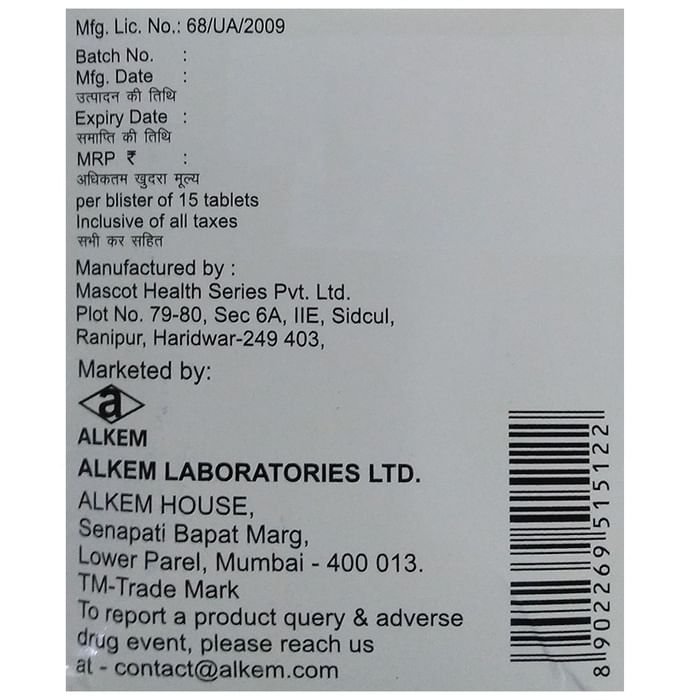 Mfg. Lic. No.: 68/UA/2009
Batch No. :
Mfg. Date :
उत्पादन की तिथि
Expiry Date :
समाप्ति की तिथि
MRP ₹ :
अधिकतम खुदरा मूल्य
per blister of 15 tablets
Inclusive of all taxes
सभी कर सहित
Manufactured by :
Mascot Health Series Pvt. Ltd.
Plot No. 79-80, Sec 6A, IIE, Sidcul,
Ranipur, Haridwar-249 403,
Marketed by:
a
ALKEM
ALKEM LABORATORIES LTD.
ALKEM HOUSE,
Senapati Bapat Marg,
Lower Parel, Mumbai - 400 013.
TM-Trade Mark
To report a product query & adverse
drug event, please reach us
at - contact@alkem.com
8 902269 515122